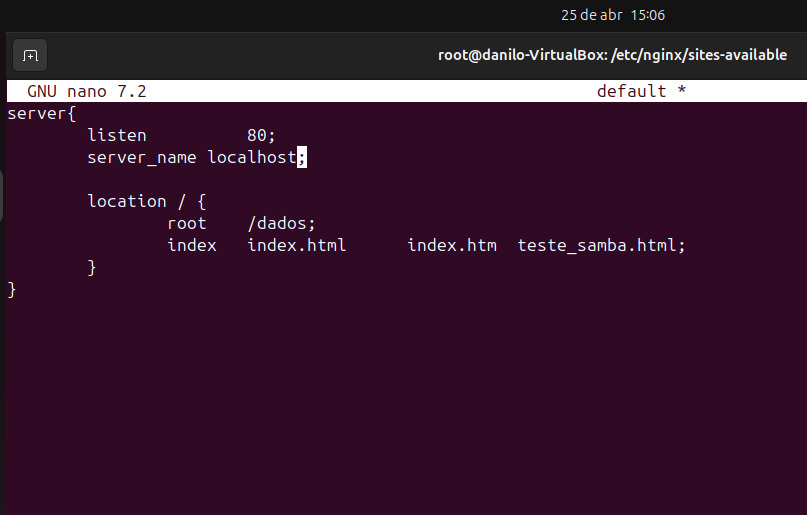 25 de abr 15:06
root@danilo-VirtualBox: /etc/nginx/sites-available
GNU nano 7.2 default *
server{
listen 80;
server_name localhost;
location / {
root /dados;
index index.html index.htm teste_samba.html;
}
}